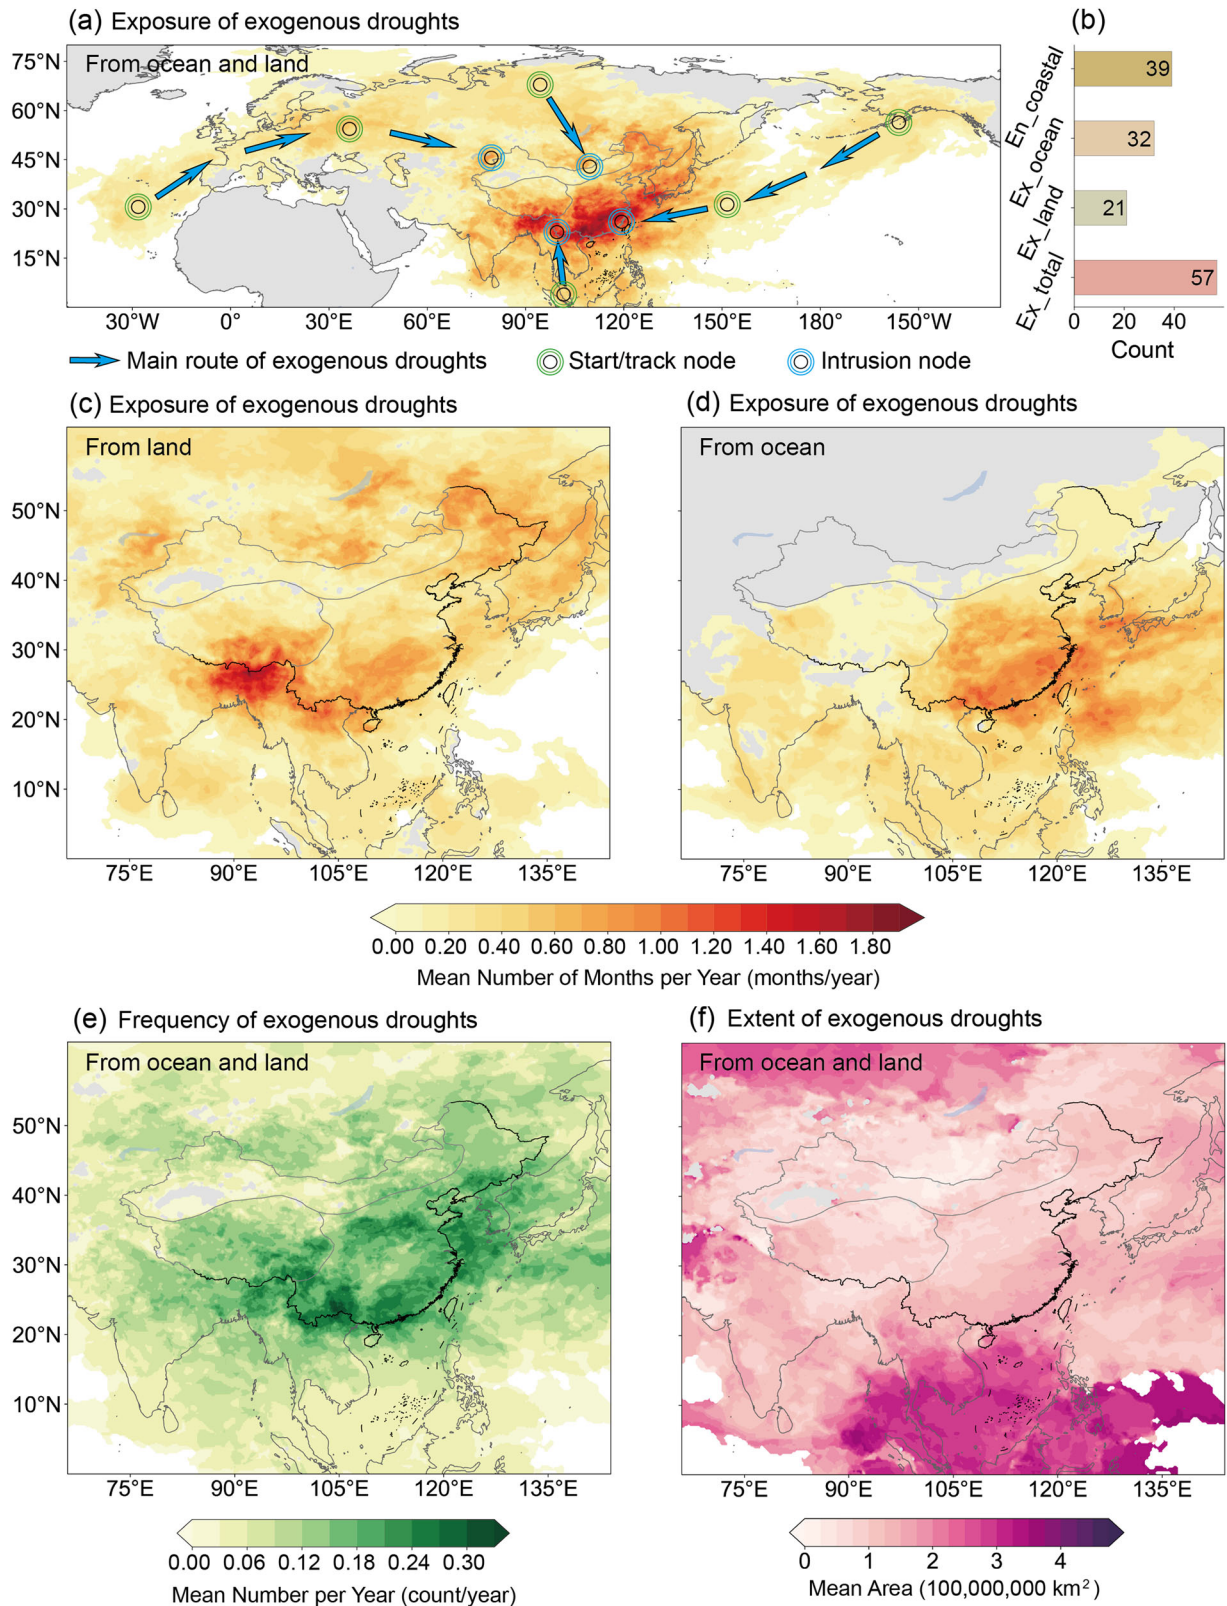 (a) Exposure of exogenous droughts
From ocean and land
75°N
60°N
45°N
30°N
15°N
30°W 0° 30°E 60°E 90°E 120°E 150°E 180° 150°W
Main route of exogenous droughts
Start/track node
Intrusion node
(b)
En_coastal 39
Ex_ocean 32
Ex_land 21
Ex_total 57
0 20 40
Count
(c) Exposure of exogenous droughts
From land
50°N
40°N
30°N
20°N
10°N
75°E 90°E 105°E 120°E 135°E
(d) Exposure of exogenous droughts
From ocean
75°E 90°E 105°E 120°E 135°E
0.00 0.20 0.40 0.60 0.80 1.00 1.20 1.40 1.60 1.80
Mean Number of Months per Year (months/year)
(e) Frequency of exogenous droughts
From ocean and land
50°N
40°N
30°N
20°N
10°N
75°E 90°E 105°E 120°E 135°E
0.00 0.06 0.12 0.18 0.24 0.30
Mean Number per Year (count/year)
(f) Extent of exogenous droughts
From ocean and land
75°E 90°E 105°E 120°E 135°E
0 1 2 3 4
Mean Area (100,000,000 km²)